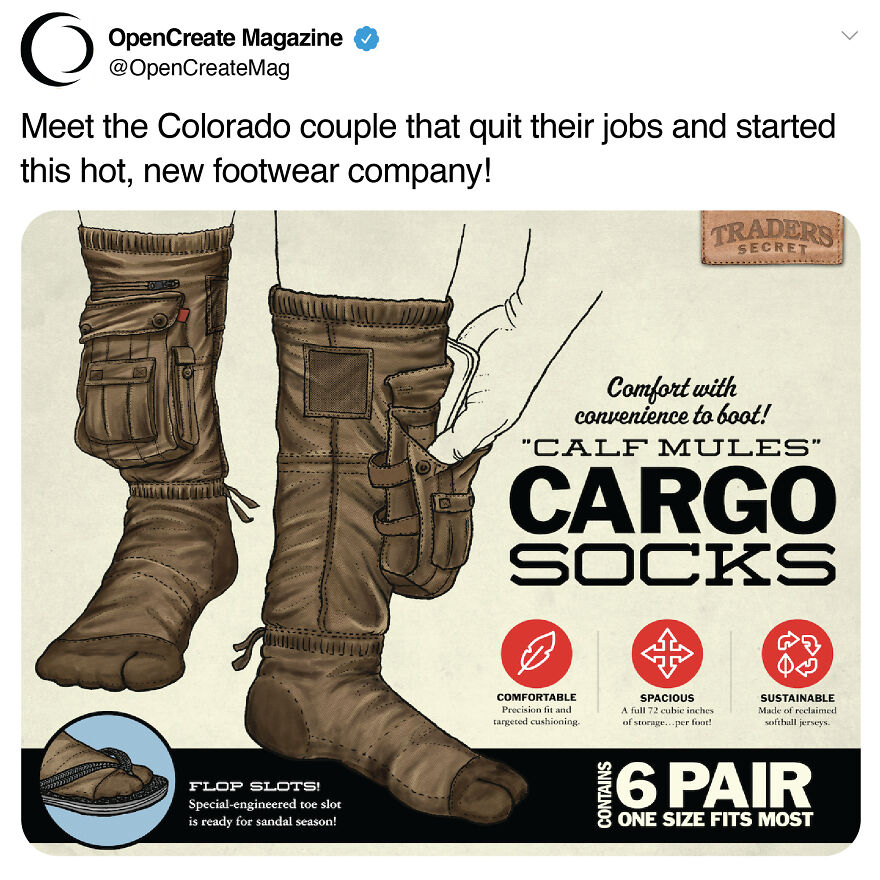 OpenCreate Magazine
@OpenCreateMag
Meet the Colorado couple that quit their jobs and started
this hot, new footwear company!
TRADERS
SECRET
Comfort with
convenience to boot!
"CALF MULES"
CARGO
SOCKS
COMFORTABLE
Precision fit and
targeted cushioning.
SPACIOUS
A full 72 cubic inches
of storage...per foot!
SUSTAINABLE
Made of reclaimed
softball jerseys.
FLOP SLOTS!
Special-engineered toe slot
is ready for sandal season!
CONTAINS
6 PAIR
ONE SIZE FITS MOST